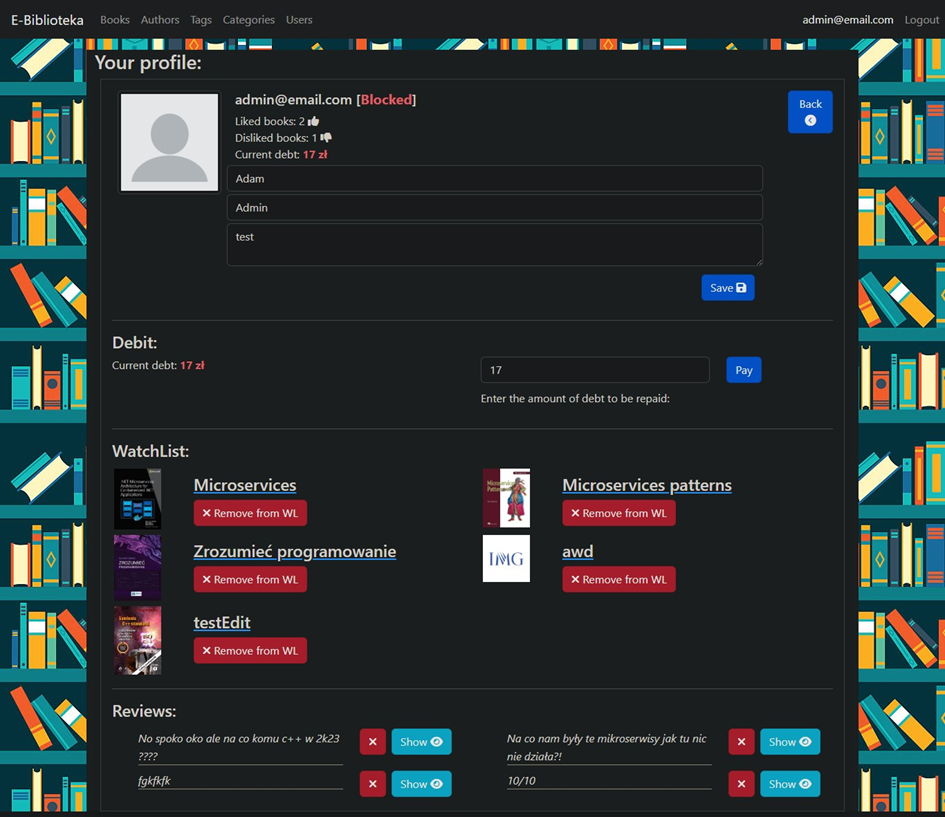 E-Biblioteka Books Authors Tags Categories Users admin@email.com Logout
Your profile:
admin@email.com [Blocked]
Back
Liked books: 2
Disliked books: 1
Current debt: 17 zł
Adam
Admin
test
Save
Debit:
Current debt: 17 zł
17
Pay
Enter the amount of debt to be repaid:
WatchList:
Microservices
Remove from WL
Microservices patterns
Remove from WL
Zrozumieć programowanie
Remove from WL
IMG
awd
Remove from WL
testEdit
Remove from WL
Reviews:
No spoko oko ale na co komu c++ w 2k23
????
Show
Na co nam były te mikroserwisy jak tu nic
nie działa?!
Show
fgkfkfk
Show
10/10
Show